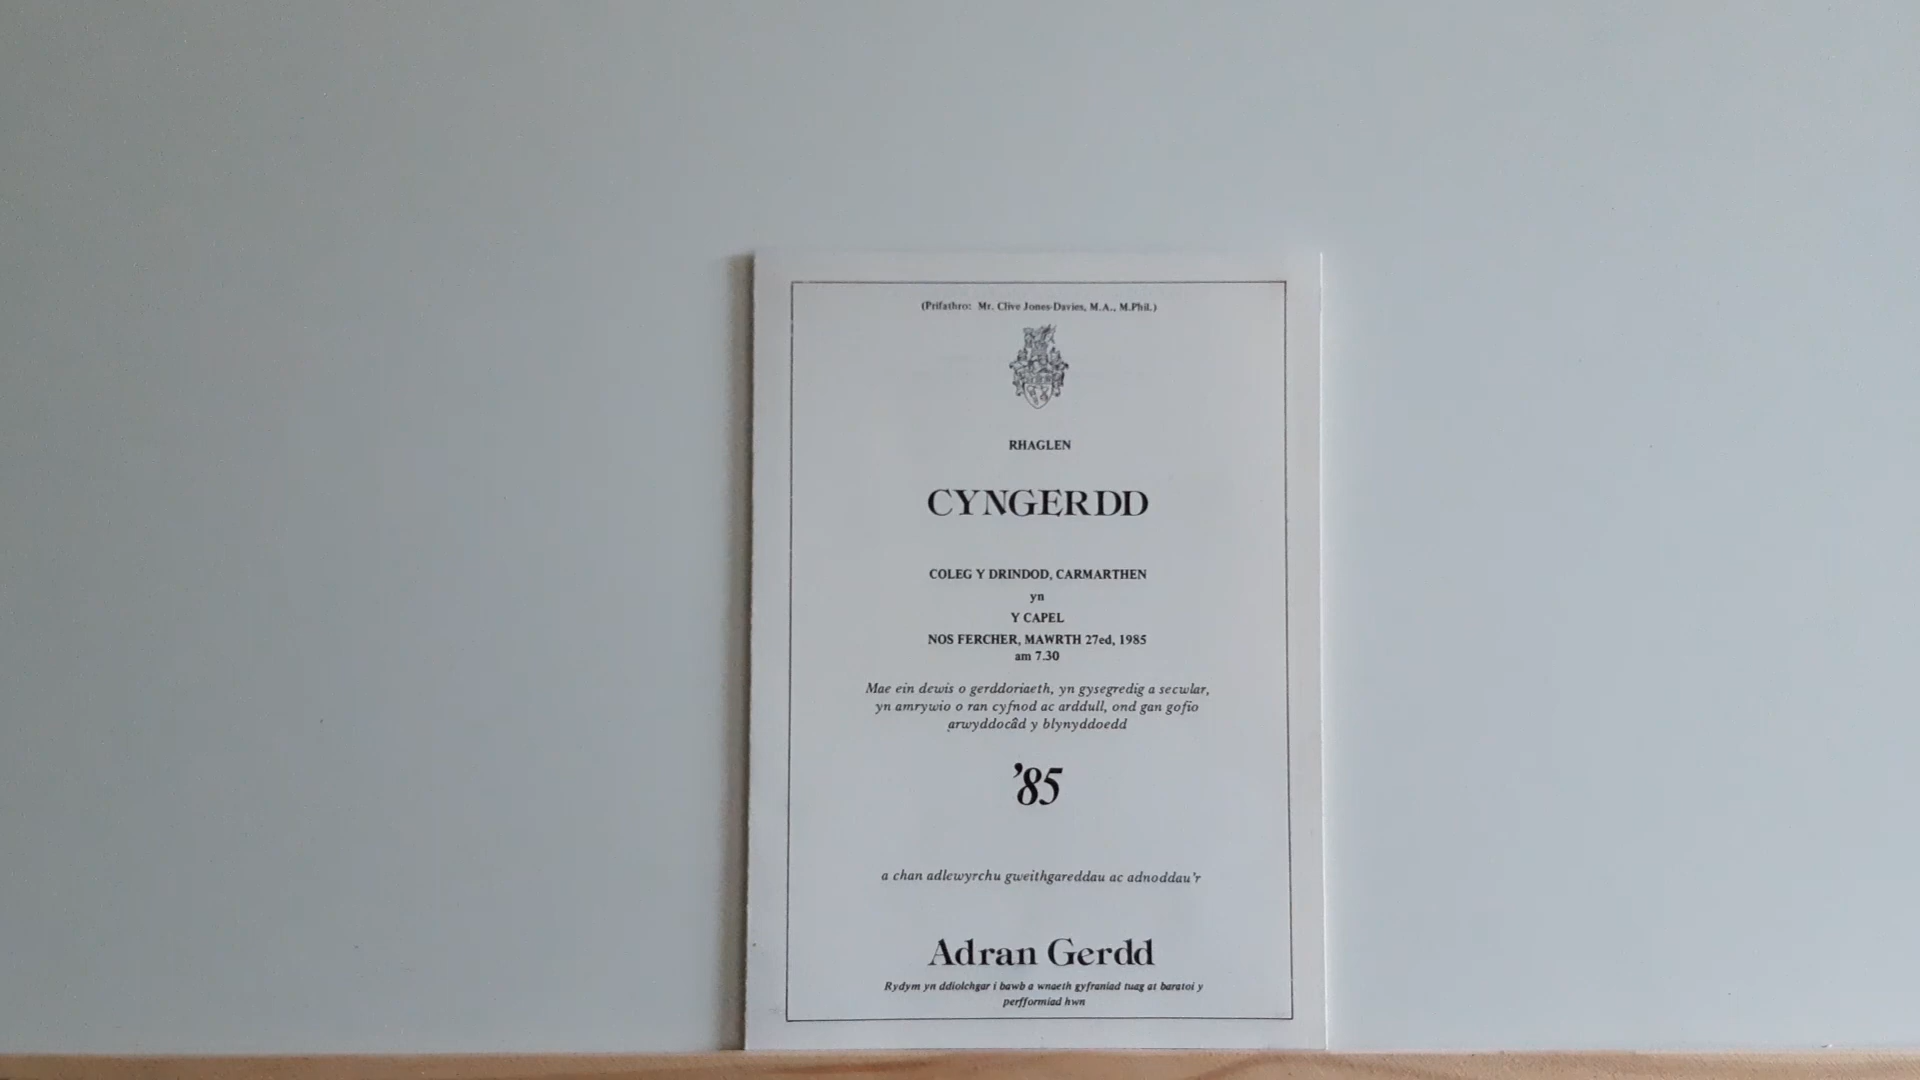 (Prifathro: Mr. Clive Jones-Davies, M.A., M.Phil.)
RHAGLEN
CYNGERDD
COLEG Y DRINDOD, CARMARTHEN
yn
Y CAPEL
NOS FERCHER, MAWRTH 27ed, 1985
am 7.30
Mae ein dewis o gerddoriaeth, yn gysegredig a secwlar,
yn amrywio o ran cyfnod ac arddull, ond gan gofio
arwyddocâd y blynyddoedd
'85
a chan adlewyrchu gweithgareddau ac adnoddau'r
Adran Gerdd
Rydym yn ddiolchgar i bawb a wnaeth gyfraniad tuag at baratoi y
perfformiad hwn